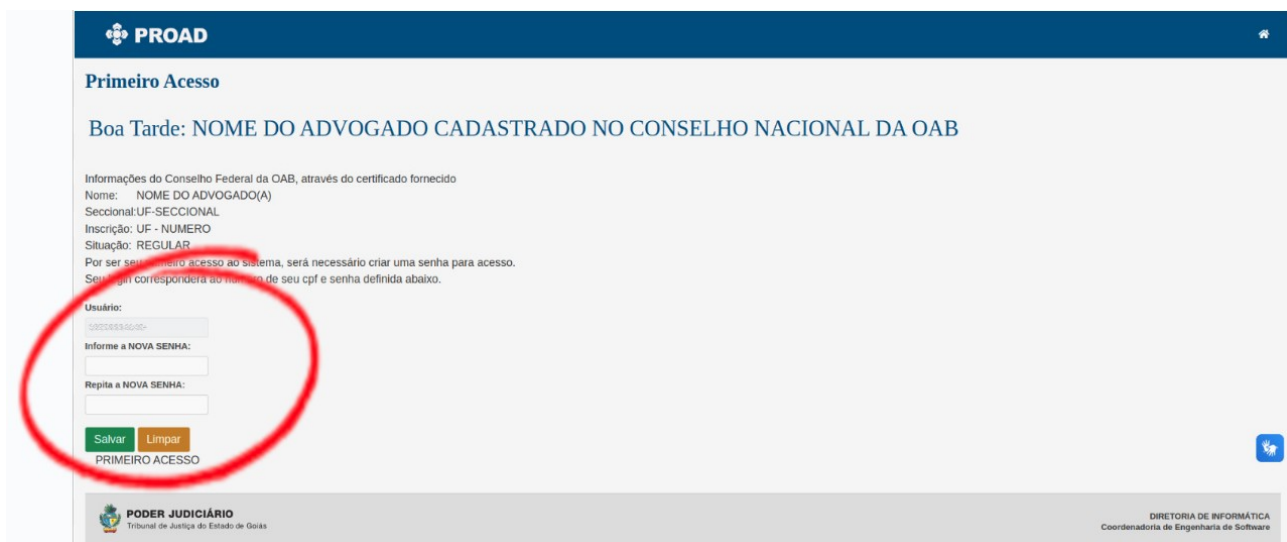 PROAD
Primeiro Acesso
Boa Tarde: NOME DO ADVOGADO CADASTRADO NO CONSELHO NACIONAL DA OAB
Informações do Conselho Federal da OAB, através do certificado fornecido
Nome: NOME DO ADVOGADO(A)
Seccional:UF-SECCIONAL
Inscrição: UF - NUMERO
Situação: REGULAR
Por ser seu primeiro acesso ao sistema, será necessário criar uma senha para acesso.
Seu login corresponderá ao número de seu cpf e senha definida abaixo.
Usuário:
Informe a NOVA SENHA:
Repita a NOVA SENHA:
Salvar Limpar
PRIMEIRO ACESSO
PODER JUDICIÁRIO
Tribunal de Justiça do Estado de Goiás
DIRETORIA DE INFORMÁTICA
Coordenadoria de Engenharia de Software